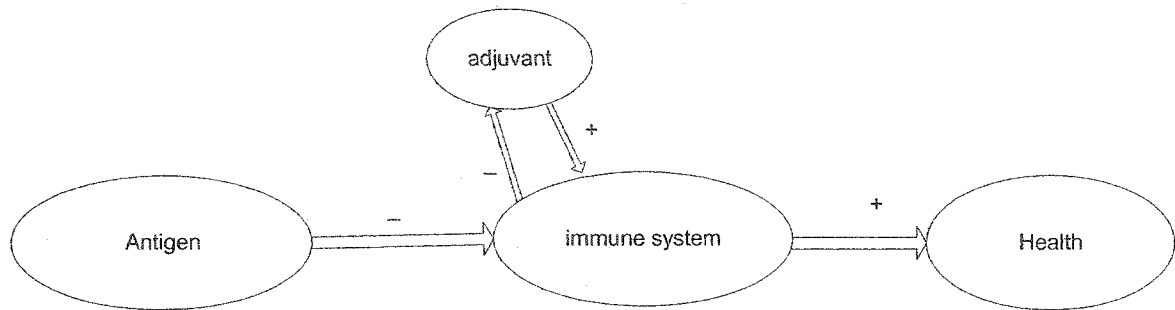 adjuvant
+
–
–
+
Antigen
immune system
Health